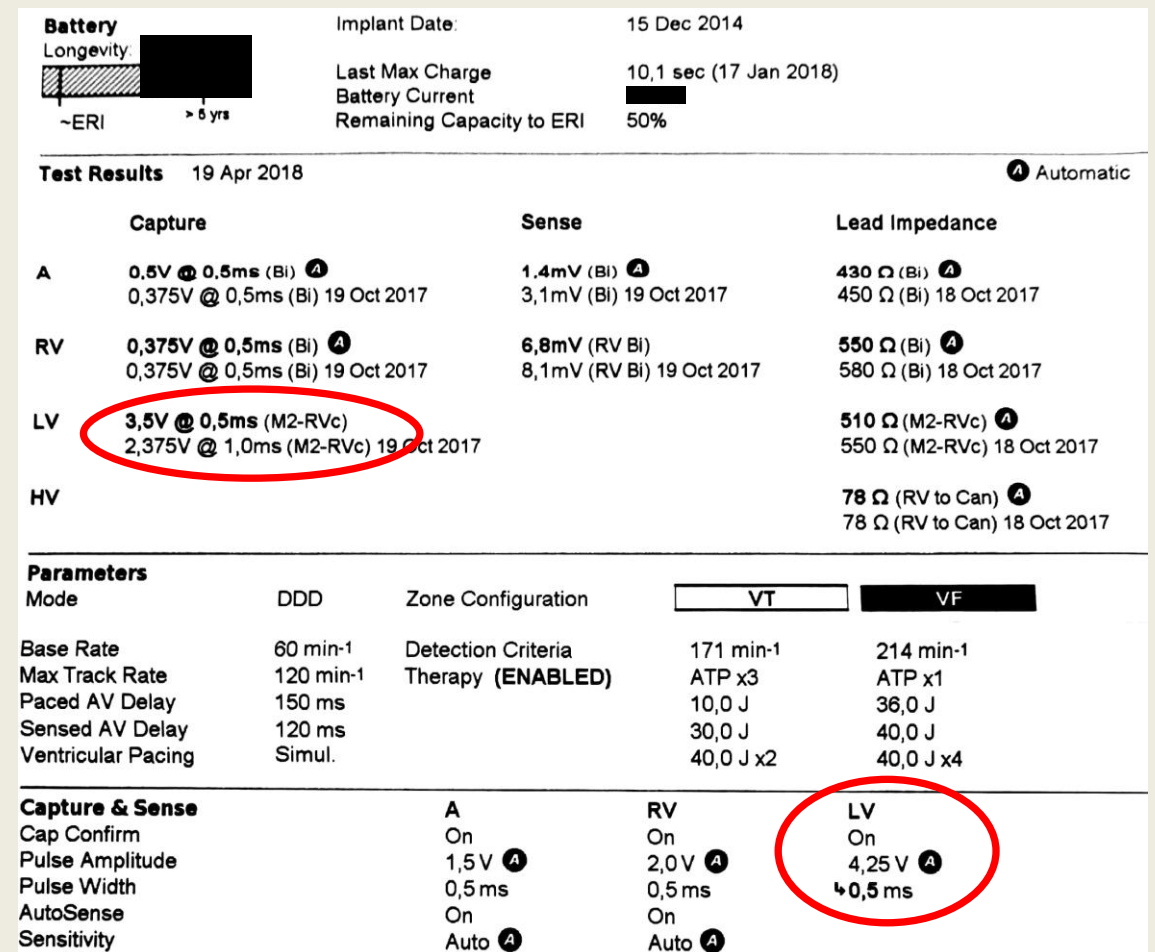 Battery Implant Date: 15 Dec 2014
Longevity:
Last Max Charge 10,1 sec (17 Jan 2018)
Battery Current
~ERI > 5 yrs Remaining Capacity to ERI 50%
Test Results 19 Apr 2018 A Automatic
Capture Sense Lead Impedance
A 0,5V @ 0,5ms (Bi) A 1,4mV (Bi) A 430 Ω (Bi) A
0,375V @ 0,5ms (Bi) 19 Oct 2017 3,1mV (Bi) 19 Oct 2017 450 Ω (Bi) 18 Oct 2017
RV 0,375V @ 0,5ms (Bi) A 6,8mV (RV Bi) 550 Ω (Bi) A
0,375V @ 0,5ms (Bi) 19 Oct 2017 8,1mV (RV Bi) 19 Oct 2017 580 Ω (Bi) 18 Oct 2017
LV 3,5V @ 0,5ms (M2-RVc) 510 Ω (M2-RVc) A
2,375V @ 1,0ms (M2-RVc) 19 Oct 2017 550 Ω (M2-RVc) 18 Oct 2017
HV 78 Ω (RV to Can) A
78 Ω (RV to Can) 18 Oct 2017
Parameters
Mode DDD Zone Configuration VT VF
Base Rate 60 min-1 Detection Criteria 171 min-1 214 min-1
Max Track Rate 120 min-1 Therapy (ENABLED) ATP x3 ATP x1
Paced AV Delay 150 ms 10,0 J 36,0 J
Sensed AV Delay 120 ms 30,0 J 40,0 J
Ventricular Pacing Simul. 40,0 J x2 40,0 J x4
Capture & Sense A RV LV
Cap Confirm On On On
Pulse Amplitude 1,5 V A 2,0 V A 4,25 V A
Pulse Width 0,5 ms 0,5 ms ↳0,5 ms
AutoSense On On
Sensitivity Auto A Auto A